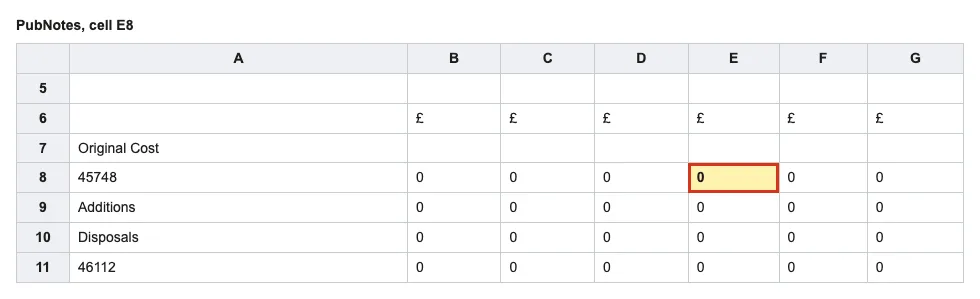 PubNotes, cell E8
A B C D E F G
5
6 £ £ £ £ £ £
7 Original Cost
8 45748 0 0 0 0 0 0
9 Additions 0 0 0 0 0 0
10 Disposals 0 0 0 0 0 0
11 46112 0 0 0 0 0 0